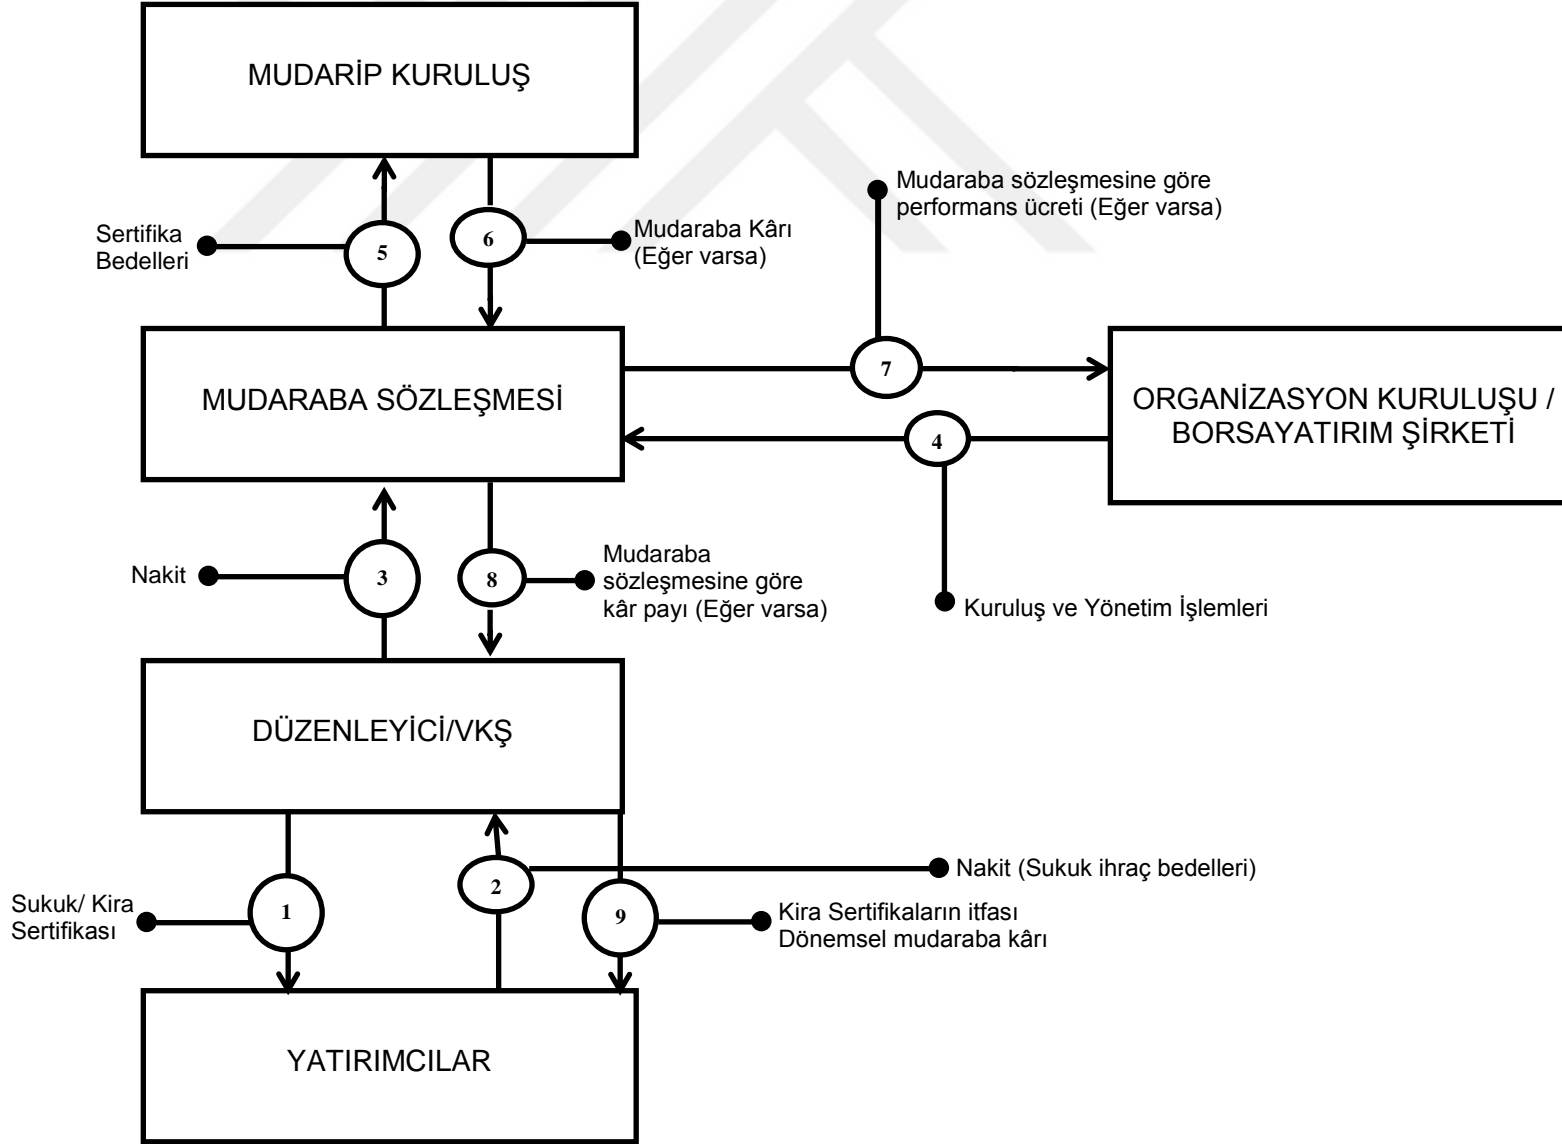 MUDARİP KURULUŞ
Mudaraba sözleşmesine göre
performans ücreti (Eğer varsa)
Sertifika
Bedelleri
5
6
Mudaraba Kârı
(Eğer varsa)
7
MUDARABA SÖZLEŞMESİ
ORGANİZASYON KURULUŞU /
BORSAYATIRIM ŞİRKETİ
4
Nakit
3
8
Mudaraba
sözleşmesine göre
kâr payı (Eğer varsa)
Kuruluş ve Yönetim İşlemleri
DÜZENLEYİCİ/VKŞ
Nakit (Sukuk ihraç bedelleri)
2
Sukuk/ Kira
Sertifikası
1
9
Kira Sertifikaların itfası
Dönemsel mudaraba kârı
YATIRIMCILAR